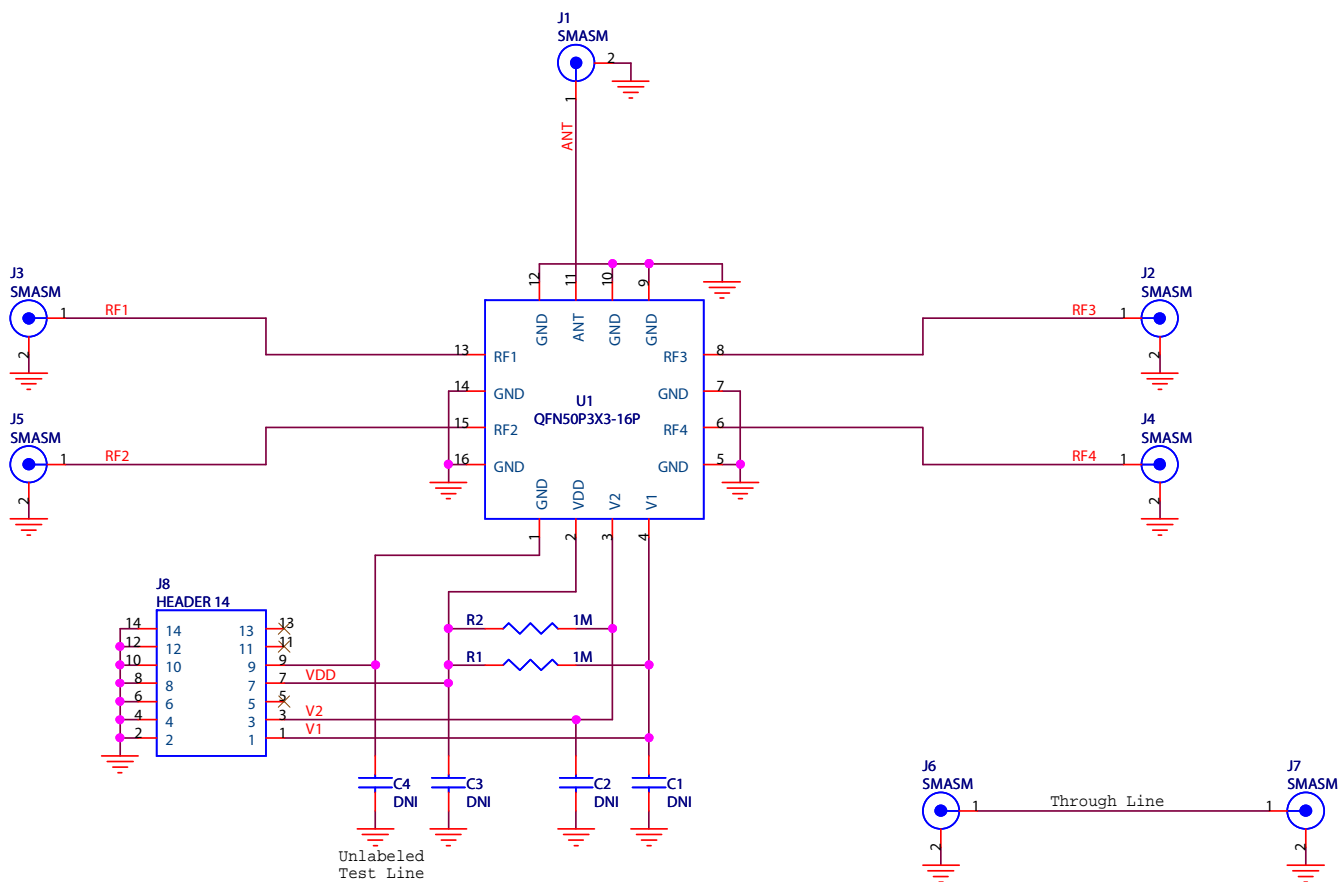 J1
SMASM
2
1
ANT
J3
SMASM
1
RF1
2
J2
SMASM
RF3
1
2
12
11
10
9
GND
ANT
GND
GND
13
RF1
RF3
8
14
GND
GND
7
U1
QFN50P3X3-16P
15
RF2
RF4
6
16
GND
GND
5
GND
VDD
V2
V1
1
2
3
4
J5
SMASM
1
RF2
2
J4
SMASM
RF4
1
2
J8
HEADER 14
14
14
13
13
12
12
11
11
10
10
9
9
8
8
7
7
VDD
6
6
5
5
4
4
3
3
V2
2
2
1
1
V1
R2
1M
R1
1M
C4
DNI
C3
DNI
C2
DNI
C1
DNI
Unlabeled
Test Line
J6
SMASM
1
2
Through Line
J7
SMASM
1
2